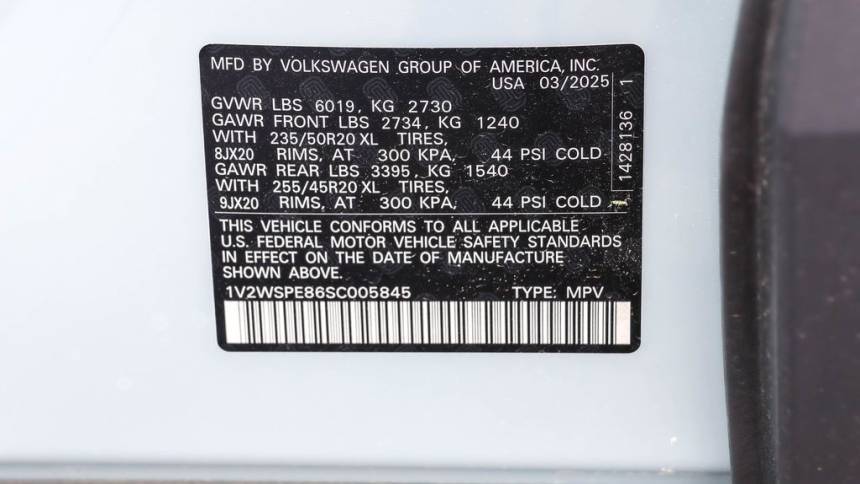 MFD BY VOLKSWAGEN GROUP OF AMERICA, INC.
USA 03/2025
GVWR LBS 6019, KG 2730
GAWR FRONT LBS 2734, KG 1240
WITH 235/50R20 XL TIRES,
8JX20 RIMS, AT 300 KPA, 44 PSI COLD
GAWR REAR LBS 3395, KG 1540
WITH 255/45R20 XL TIRES,
9JX20 RIMS, AT 300 KPA, 44 PSI COLD
1428136 1
THIS VEHICLE CONFORMS TO ALL APPLICABLE
U.S. FEDERAL MOTOR VEHICLE SAFETY STANDARDS
IN EFFECT ON THE DATE OF MANUFACTURE
SHOWN ABOVE.
1V2WSPE86SC005845 TYPE: MPV